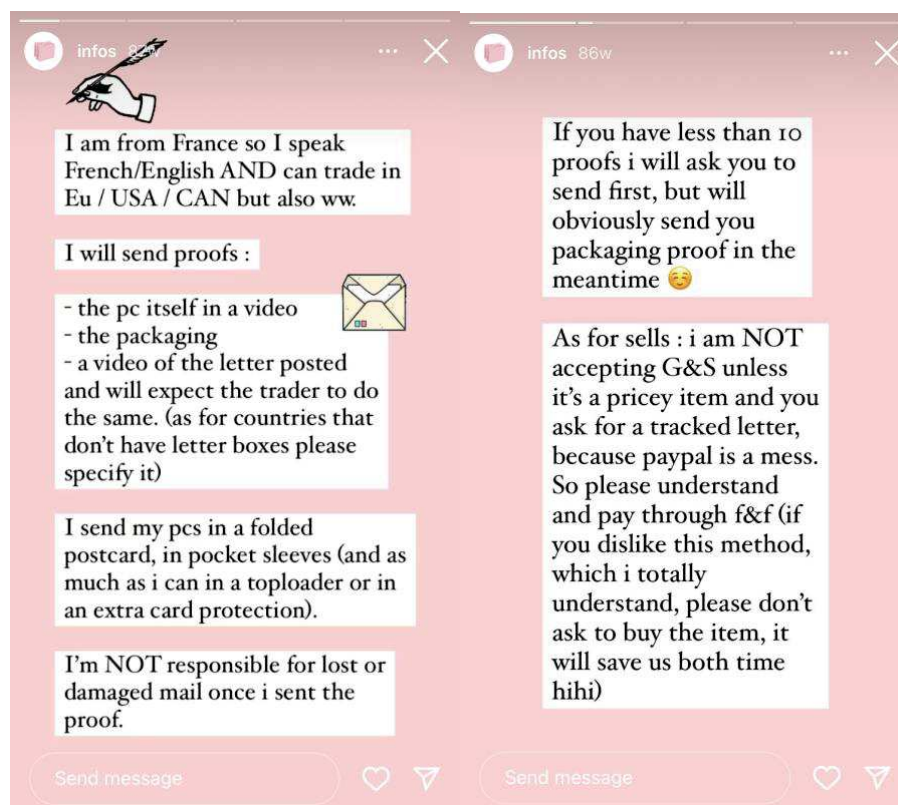 infos 82w
I am from France so I speak
French/English AND can trade in
Eu / USA / CAN but also ww.
I will send proofs :
- the pc itself in a video
- the packaging
- a video of the letter posted
and will expect the trader to do
the same. (as for countries that
don't have letter boxes please
specify it)
I send my pcs in a folded
postcard, in pocket sleeves (and as
much as i can in a toploader or in
an extra card protection).
I'm NOT responsible for lost or
damaged mail once i sent the
proof.
Send message
infos 86w
If you have less than 10
proofs i will ask you to
send first, but will
obviously send you
packaging proof in the
meantime ☺️
As for sells : i am NOT
accepting G&S unless
it's a pricey item and you
ask for a tracked letter,
because paypal is a mess.
So please understand
and pay through f&f (if
you dislike this method,
which i totally
understand, please don't
ask to buy the item, it
will save us both time
hihi)
Send message